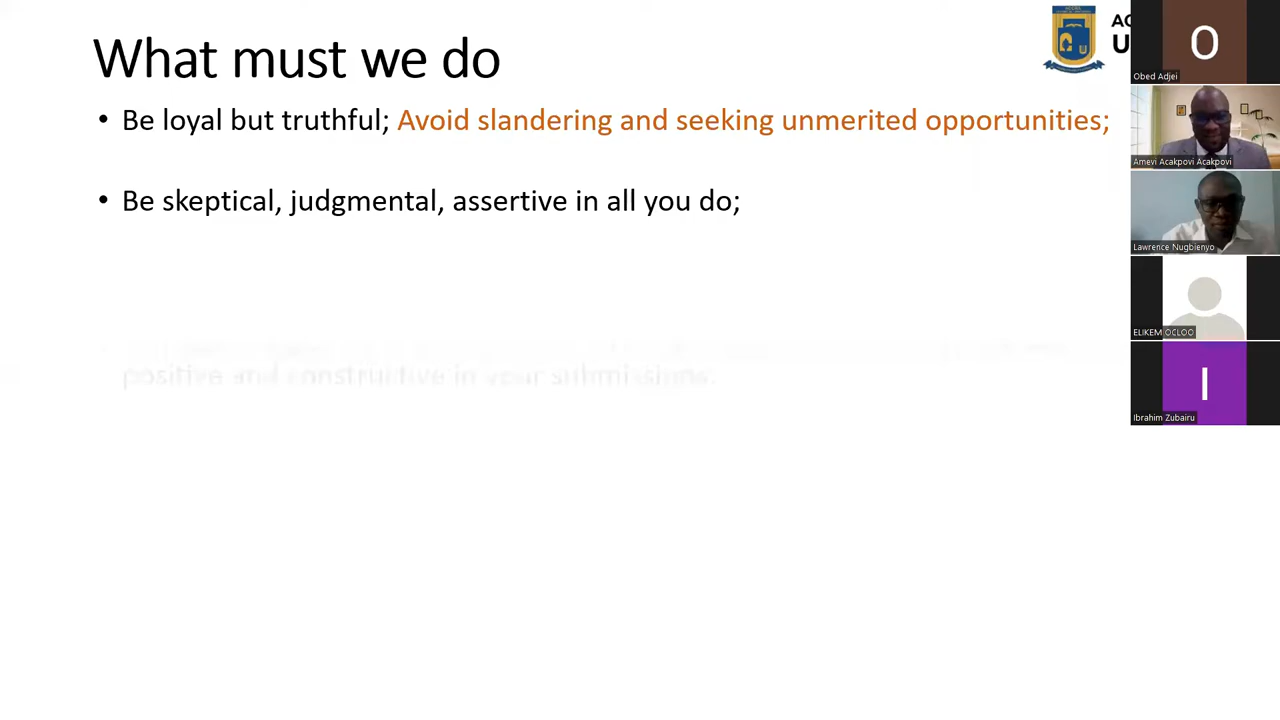 What must we do
• Be loyal but truthful; Avoid slandering and seeking unmerited opportunities;
• Be skeptical, judgmental, assertive in all you do;
positive and constructive in your submissions.
O
Obed Adjei
Amevi Acakpovi Acakpovi
Lawrence Nugbienyo
ELIKEM OCLOO
I
Ibrahim Zubairu